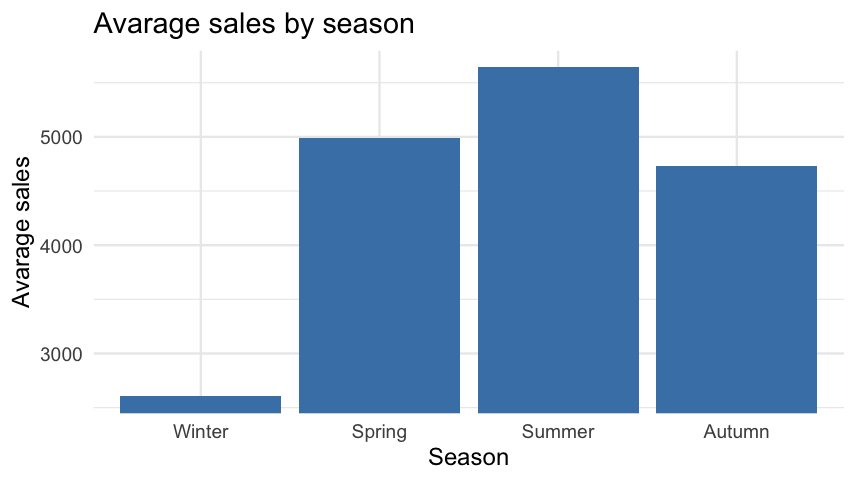 Avarage sales by season
Avarage sales
5000
4000
3000
Winter Spring Summer Autumn
Season